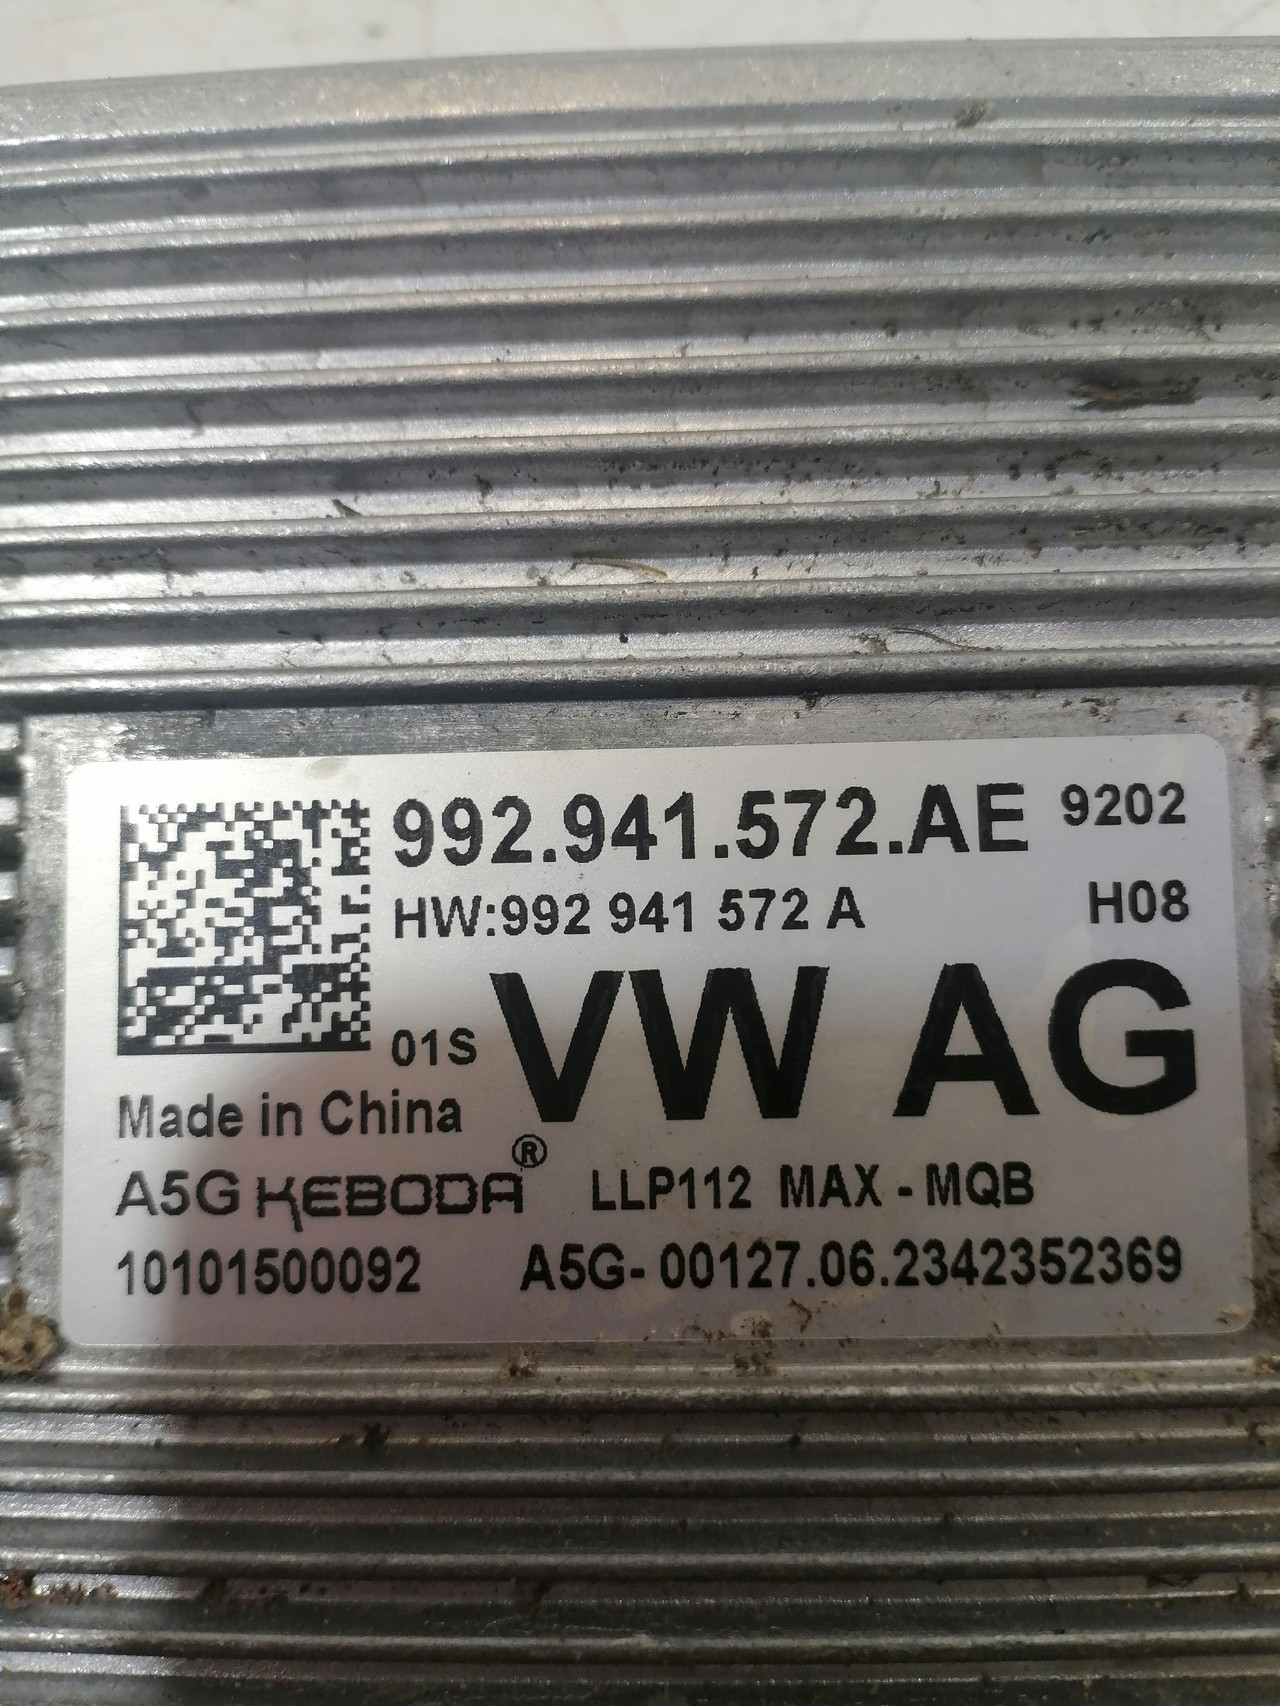 992.941.572.AE 9202
HW:992 941 572 A H08
VW AG
01S
Made in China
A5G KEBODA® LLP112 MAX - MQB
10101500092 A5G- 00127.06.2342352369